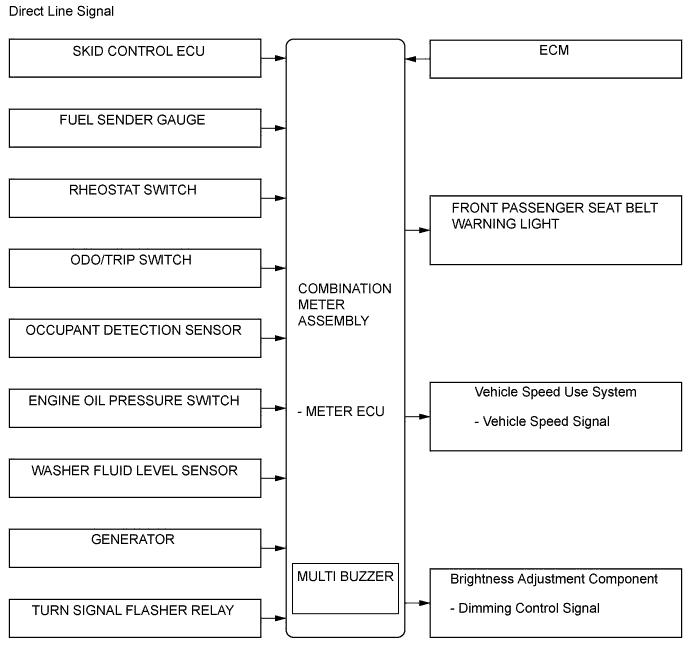 Direct Line Signal
SKID CONTROL ECU
FUEL SENDER GAUGE
RHEOSTAT SWITCH
ODO/TRIP SWITCH
OCCUPANT DETECTION SENSOR
ENGINE OIL PRESSURE SWITCH
WASHER FLUID LEVEL SENSOR
GENERATOR
TURN SIGNAL FLASHER RELAY
COMBINATION
METER
ASSEMBLY
- METER ECU
MULTI BUZZER
ECM
FRONT PASSENGER SEAT BELT
WARNING LIGHT
Vehicle Speed Use System
- Vehicle Speed Signal
Brightness Adjustment Component
- Dimming Control Signal